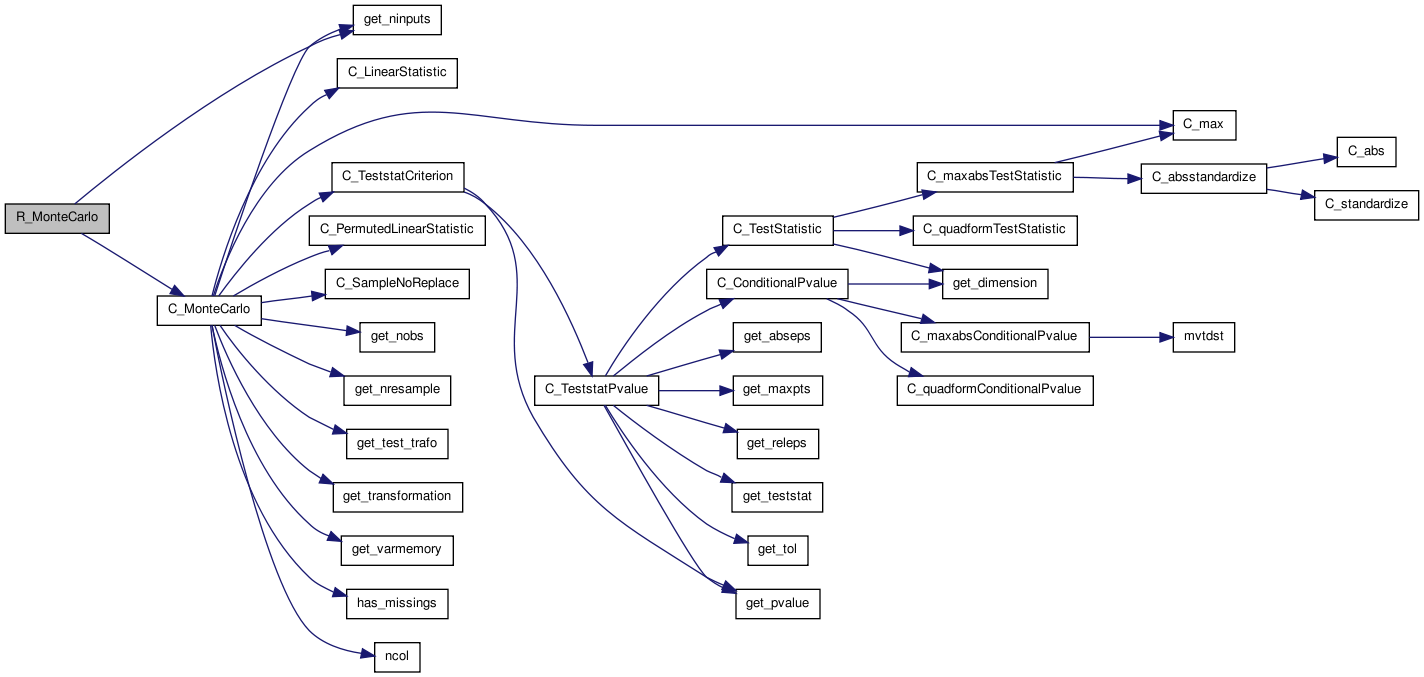 R_MonteCarlo
C_MonteCarlo
get_ninputs
C_LinearStatistic
C_TeststatCriterion
C_PermutedLinearStatistic
C_SampleNoReplace
get_nobs
get_nresample
get_test_trafo
get_transformation
get_varmemory
has_missings
ncol
C_TeststatPvalue
C_TestStatistic
C_ConditionalPvalue
get_abseps
get_maxpts
get_releps
get_teststat
get_tol
get_pvalue
C_maxabsTestStatistic
C_quadformTestStatistic
get_dimension
C_maxabsConditionalPvalue
C_quadformConditionalPvalue
C_max
C_absstandardize
mvtdst
C_abs
C_standardize